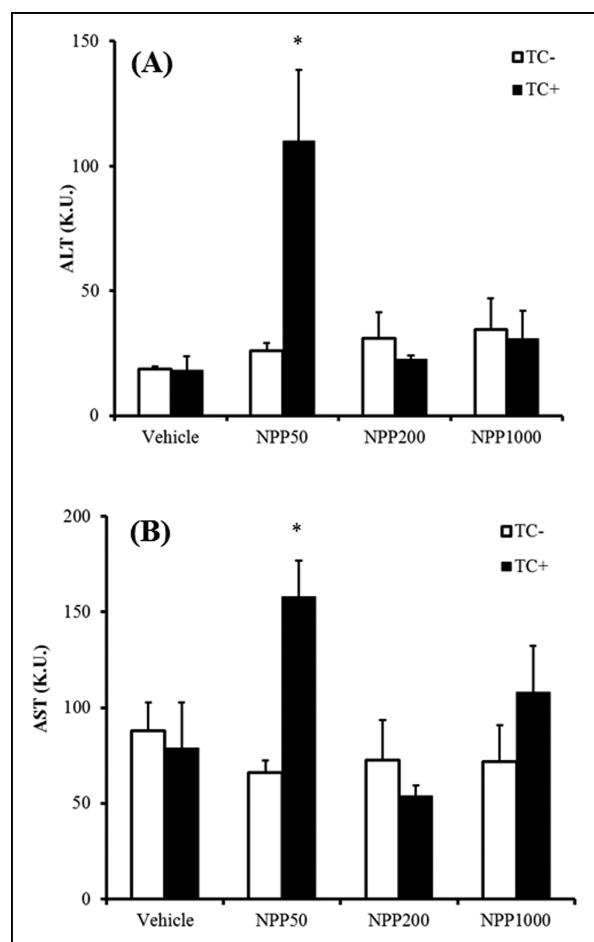 (A)
*
TC-
TC+
150
100
50
0
ALT (K.U.)
Vehicle NPP50 NPP200 NPP1000
(B)
*
TC-
TC+
200
150
100
50
0
AST (K.U.)
Vehicle NPP50 NPP200 NPP1000